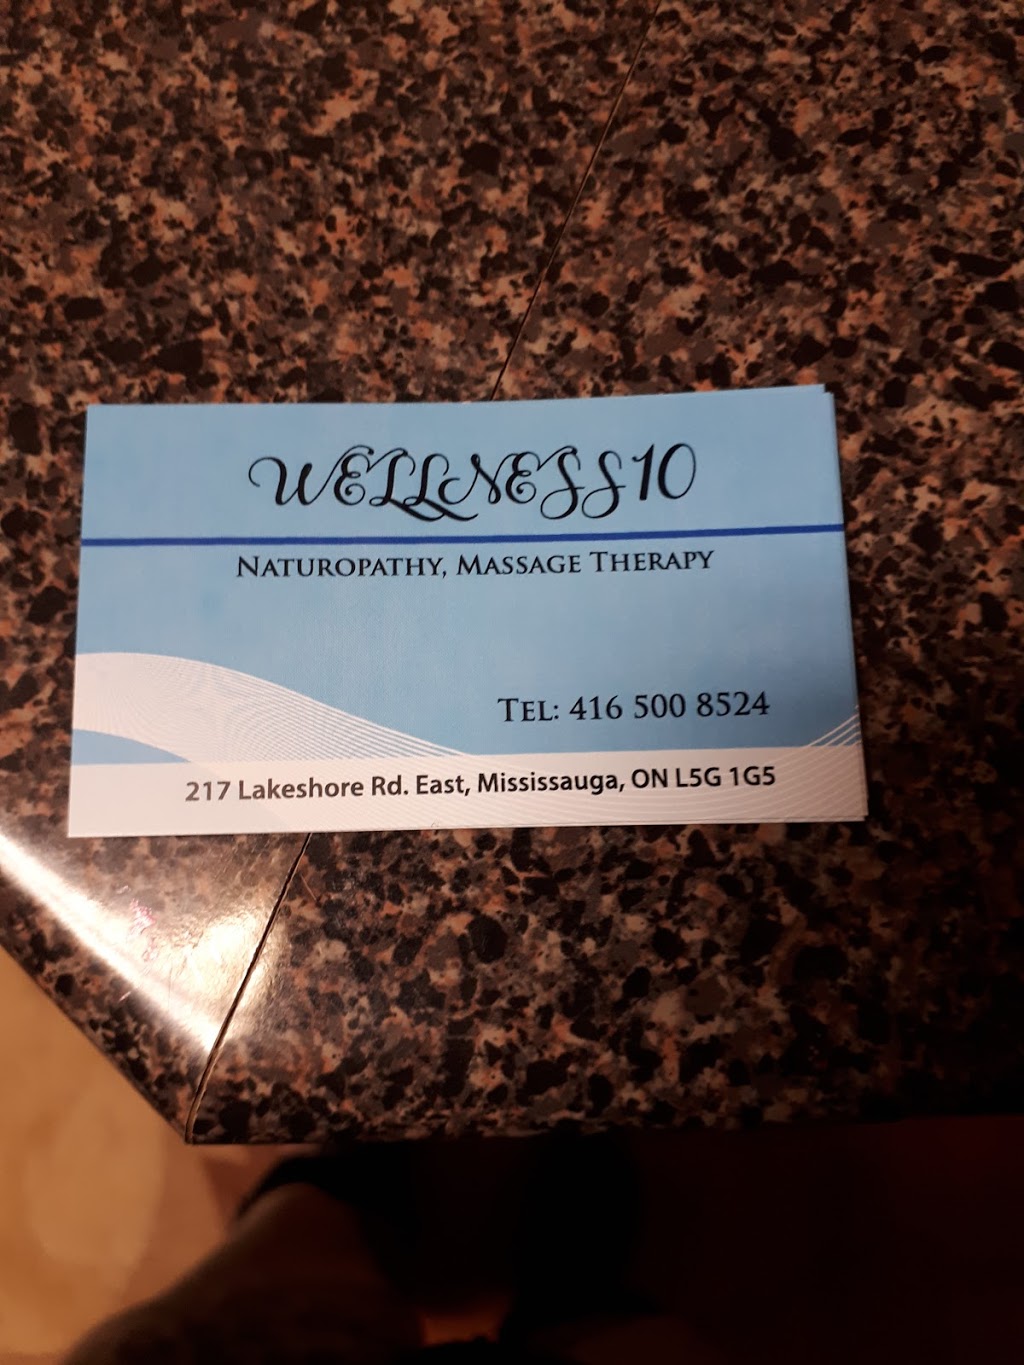 WELLNESS10
NATUROPATHY, MASSAGE THERAPY
TEL: 416 500 8524
217 Lakeshore Rd. East, Mississauga, ON L5G 1G5